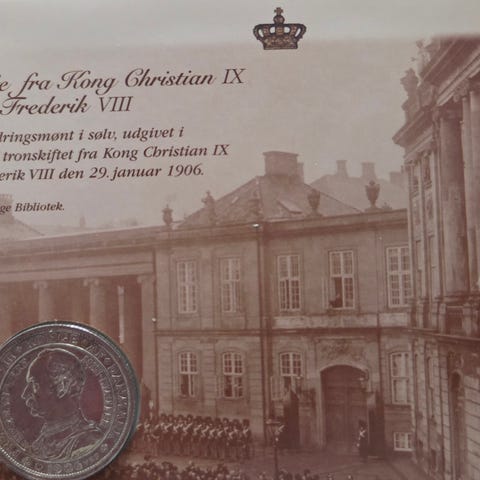 fra Kong Christian IX
Frederik VIII
dringsmønt i sølv, udgivet i
tronskiftet fra Kong Christian IX
erik VIII den 29. januar 1906.
ge Bibliotek.
1906